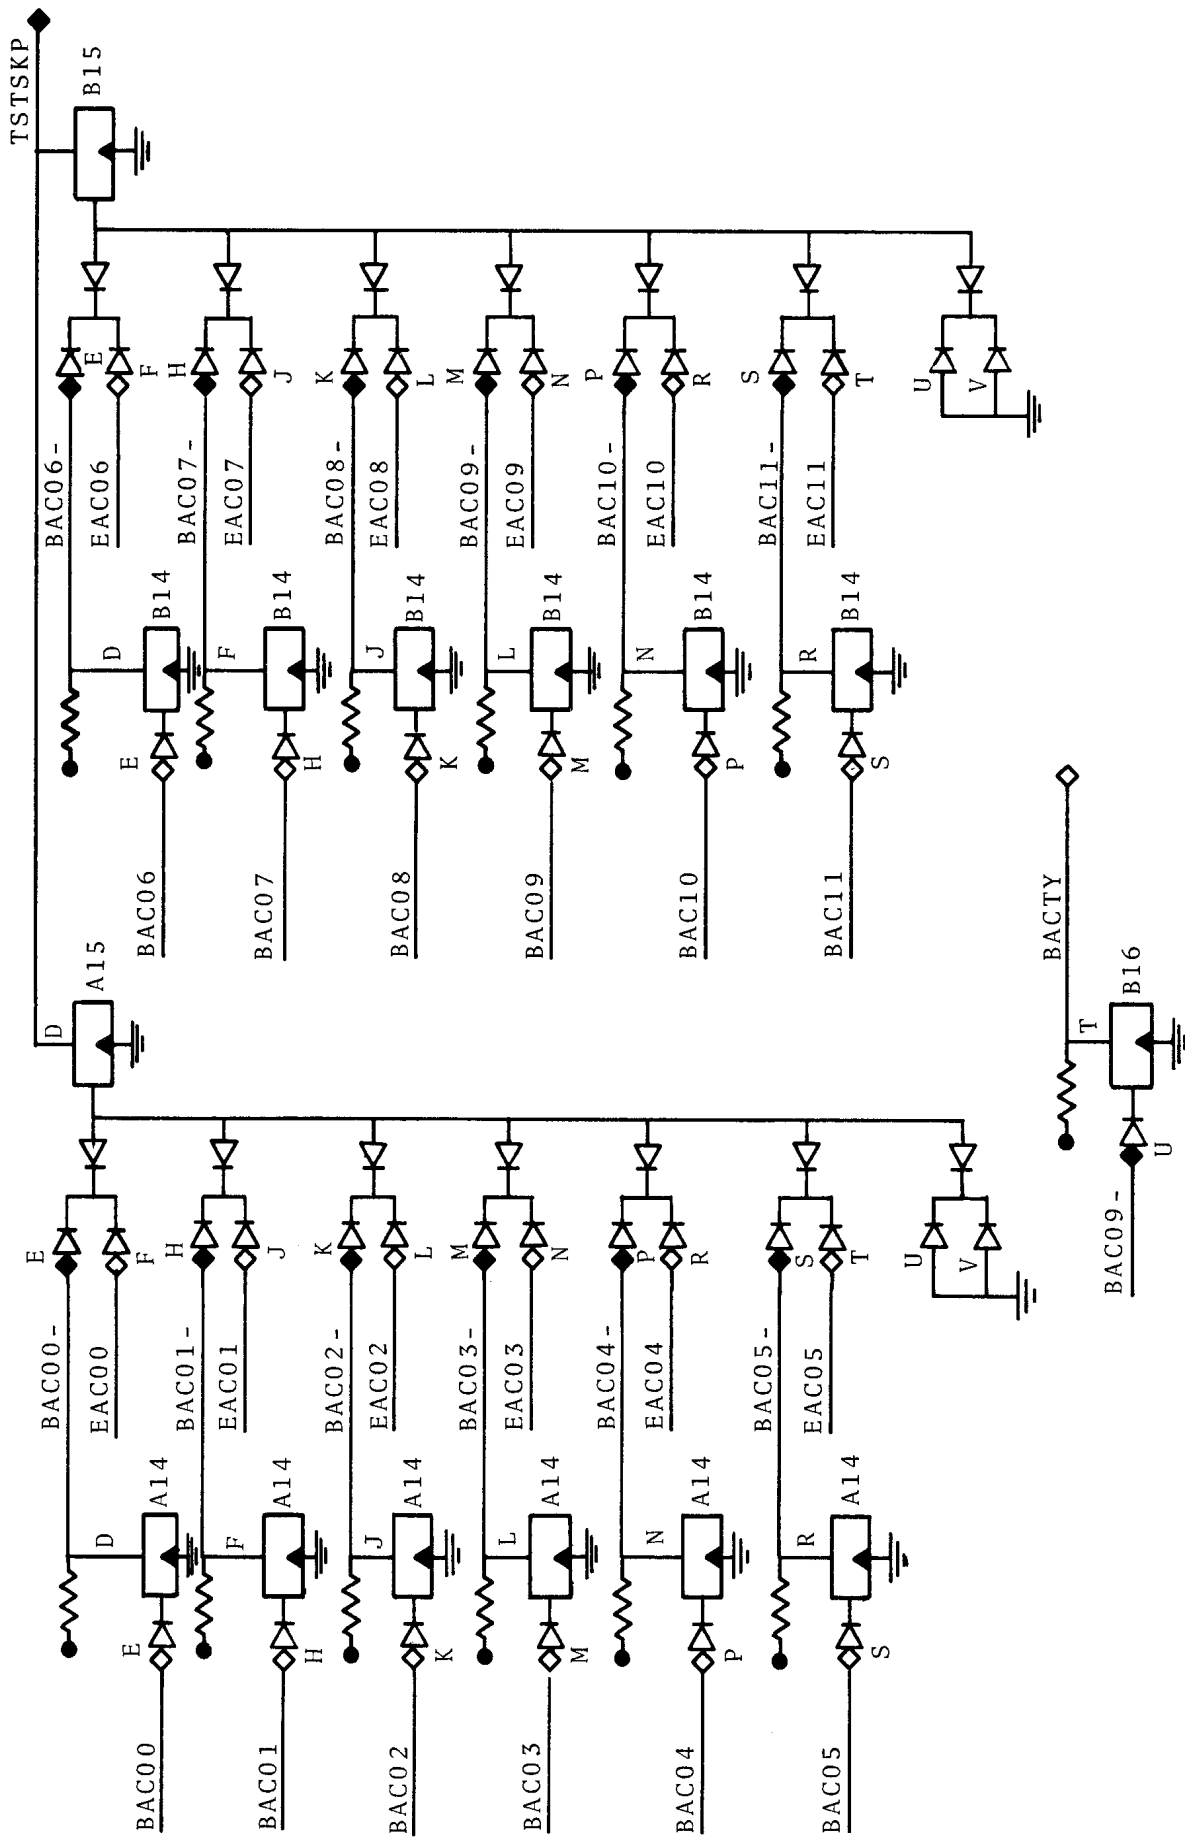 TSTSKP
B15
BAC06-
E
EAC06
F
D
B14
E
BAC06
BAC07-
H
EAC07
J
F
B14
H
BAC07
BAC08-
K
EAC08
L
J
B14
K
BAC08
BAC09-
M
EAC09
N
L
B14
M
BAC09
BAC10-
P
EAC10
R
N
B14
P
BAC10
BAC11-
S
EAC11
T
R
B14
S
BAC11
U
V
D
A15
BAC00-
E
EAC00
F
D
A14
E
BAC00
BAC01-
H
EAC01
J
F
A14
H
BAC01
BAC02-
K
EAC02
L
J
A14
K
BAC02
BAC03-
M
EAC03
N
L
A14
M
BAC03
BAC04-
P
EAC04
R
N
A14
P
BAC04
BAC05-
S
EAC05
T
R
A14
S
BAC05
U
V
BACTY
T
B16
U
BAC09-